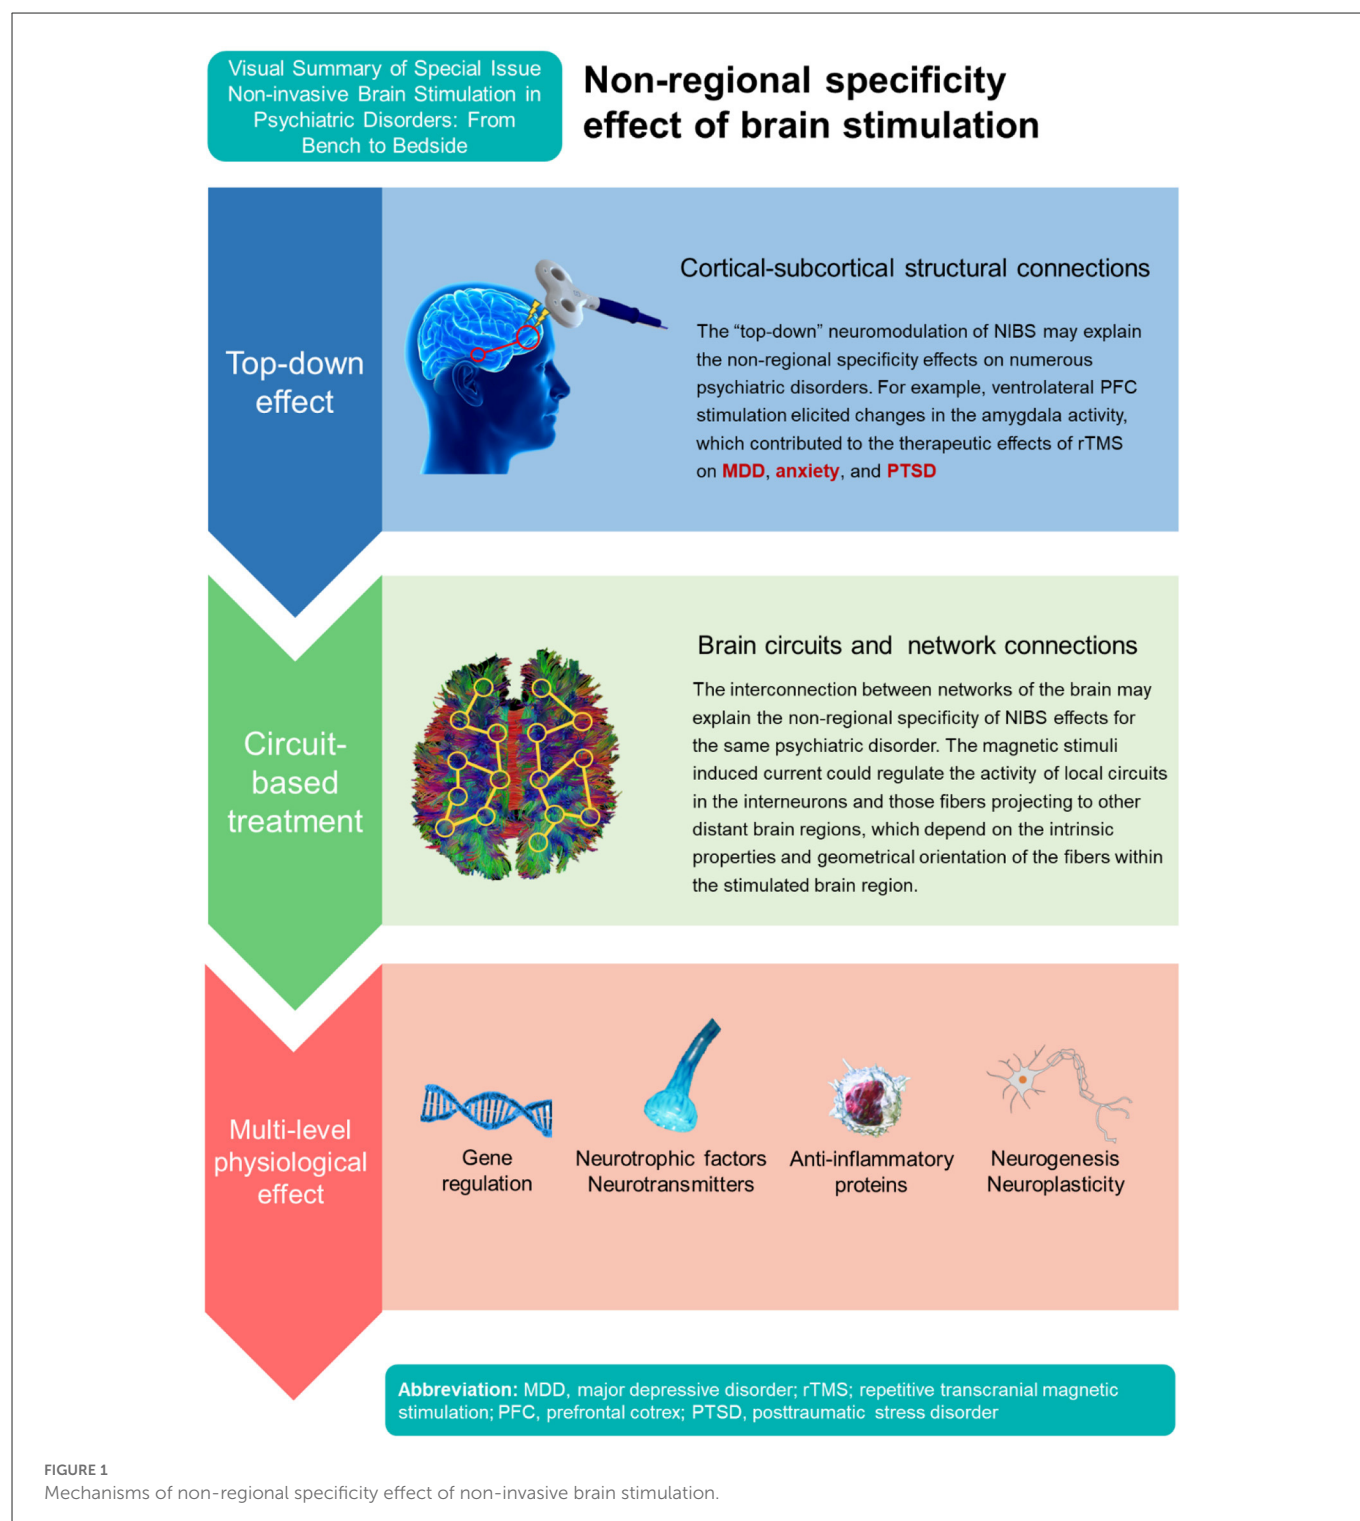 Visual Summary of Special Issue
Non-invasive Brain Stimulation in
Psychiatric Disorders: From
Bench to Bedside
Non-regional specificity
effect of brain stimulation
Top-down
effect
Cortical-subcortical structural connections
The “top-down” neuromodulation of NIBS may explain
the non-regional specificity effects on numerous
psychiatric disorders. For example, ventrolateral PFC
stimulation elicited changes in the amygdala activity,
which contributed to the therapeutic effects of rTMS
on MDD, anxiety, and PTSD
Circuit-
based
treatment
Brain circuits and network connections
The interconnection between networks of the brain may
explain the non-regional specificity of NIBS effects for
the same psychiatric disorder. The magnetic stimuli
induced current could regulate the activity of local circuits
in the interneurons and those fibers projecting to other
distant brain regions, which depend on the intrinsic
properties and geometrical orientation of the fibers within
the stimulated brain region.
Multi-level
physiological
effect
Gene
regulation
Neurotrophic factors
Neurotransmitters
Anti-inflammatory
proteins
Neurogenesis
Neuroplasticity
Abbreviation: MDD, major depressive disorder; rTMS; repetitive transcranial magnetic
stimulation; PFC, prefrontal cotrex; PTSD, posttraumatic stress disorder
FIGURE 1
Mechanisms of non-regional specificity effect of non-invasive brain stimulation.